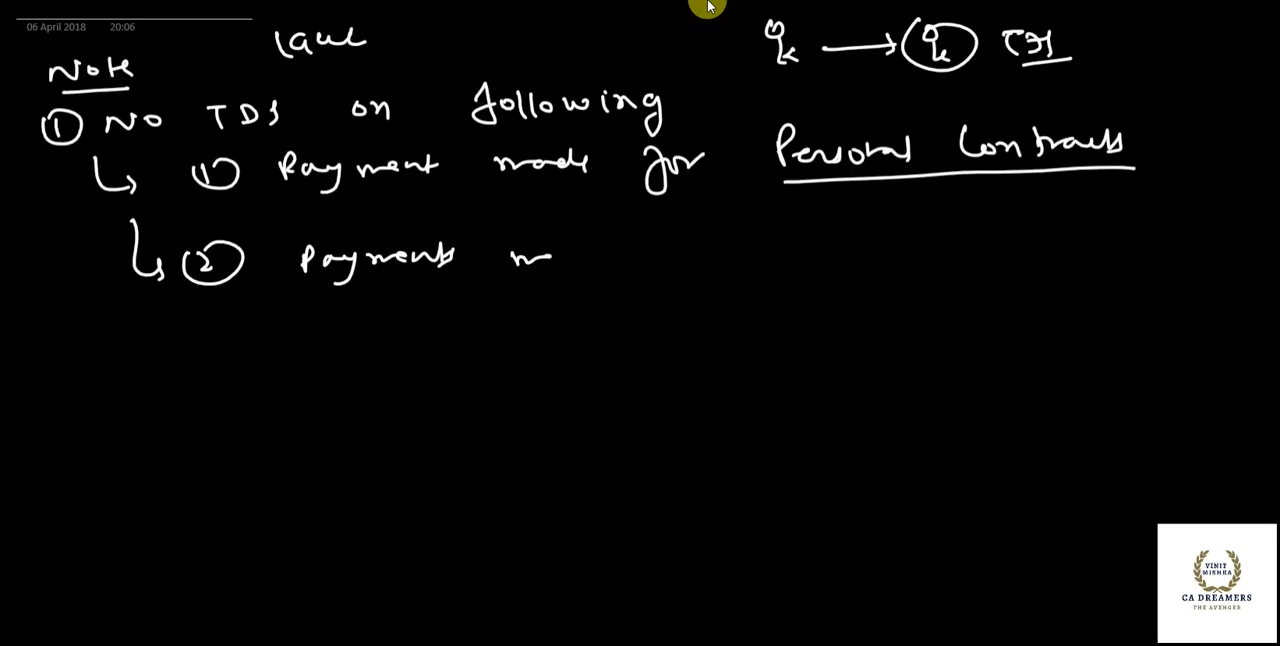 06 April 2018 20:06
Note
① No TDS on following
① Payment made for Personal Contracts
② Payments m
VINIT
MISHRA
CA DREAMERS
THE AVENGER